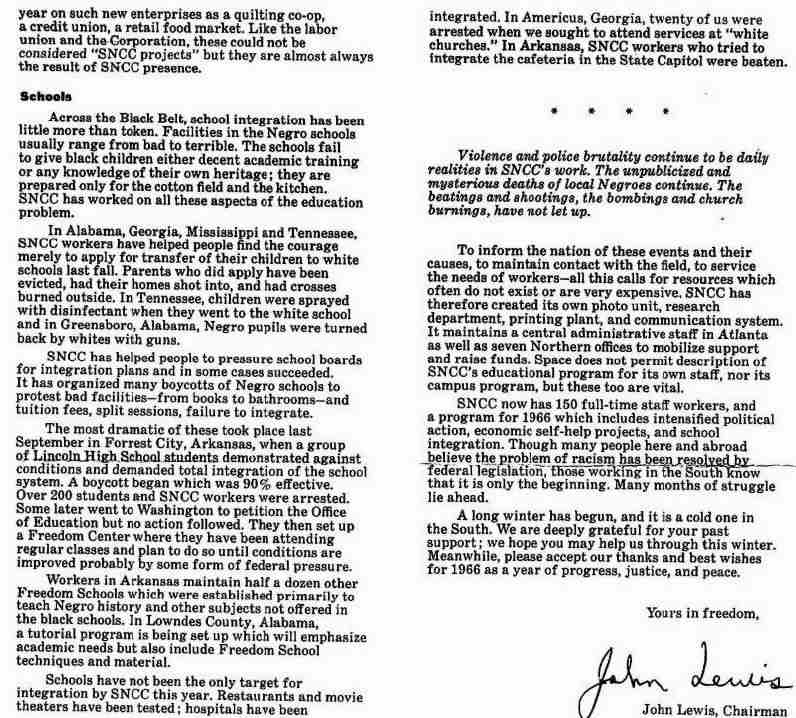 year on such new enterprises as a quilting co-op,
a credit union, a retail food market. Like the labor
union and the Corporation, these could not be
considered "SNCC projects" but they are almost always
the result of SNCC presence.
Schools
Across the Black Belt, school integration has been
little more than token. Facilities in the Negro schools
usually range from bad to terrible. The schools fail
to give black children either decent academic training
or any knowledge of their own heritage; they are
prepared only for the cotton field and the kitchen.
SNCC has worked on all these aspects of the education
problem.
In Alabama, Georgia, Mississippi and Tennessee,
SNCC workers have helped people find the courage
merely to apply for transfer of their children to white
schools last fall. Parents who did apply have been
evicted, had their homes shot into, and had crosses
burned outside. In Tennessee, children were sprayed
with disinfectant when they went to the white school
and in Greensboro, Alabama, Negro pupils were turned
back by whites with guns.
SNCC has helped people to pressure school boards
for integration plans and in some cases succeeded.
It has organized many boycotts of Negro schools to
protest bad facilities—from books to bathrooms—and
tuition fees, split sessions, failure to integrate.
The most dramatic of these took place last
September in Forrest City, Arkansas, when a group
of Lincoln High School students demonstrated against
conditions and demanded total integration of the school
system. A boycott began which was 90% effective.
Over 200 students and SNCC workers were arrested.
Some later went to Washington to petition the Office
of Education but no action followed. They then set up
a Freedom Center where they have been attending
regular classes and plan to do so until conditions are
improved probably by some form of federal pressure.
Workers in Arkansas maintain half a dozen other
Freedom Schools which were established primarily to
teach Negro history and other subjects not offered in
the black schools. In Lowndes County, Alabama,
a tutorial program is being set up which will emphasize
academic needs but also include Freedom School
techniques and material.
Schools have not been the only target for
integration by SNCC this year. Restaurants and movie
theaters have been tested; hospitals have been
integrated. In Americus, Georgia, twenty of us were
arrested when we sought to attend services at "white
churches." In Arkansas, SNCC workers who tried to
integrate the cafeteria in the State Capitol were beaten.
* * * *
Violence and police brutality continue to be daily
realities in SNCC's work. The unpublicized and
mysterious deaths of local Negroes continue. The
beatings and shootings, the bombings and church
burnings, have not let up.
To inform the nation of these events and their
causes, to maintain contact with the field, to service
the needs of workers—all this calls for resources which
often do not exist or are very expensive. SNCC has
therefore created its own photo unit, research
department, printing plant, and communication system.
It maintains a central administrative staff in Atlanta
as well as seven Northern offices to mobilize support
and raise funds. Space does not permit description of
SNCC's educational program for its own staff, nor its
campus program, but these too are vital.
SNCC now has 150 full-time staff workers, and
a program for 1966 which includes intensified political
action, economic self-help projects, and school
integration. Though many people here and abroad
believe the problem of racism has been resolved by
federal legislation, those working in the South know
that it is only the beginning. Many months of struggle
lie ahead.
A long winter has begun, and it is a cold one in
the South. We are deeply grateful for your past
support; we hope you may help us through this winter.
Meanwhile, please accept our thanks and best wishes
for 1966 as a year of progress, justice, and peace.
Yours in freedom,
John Lewis
John Lewis, Chairman